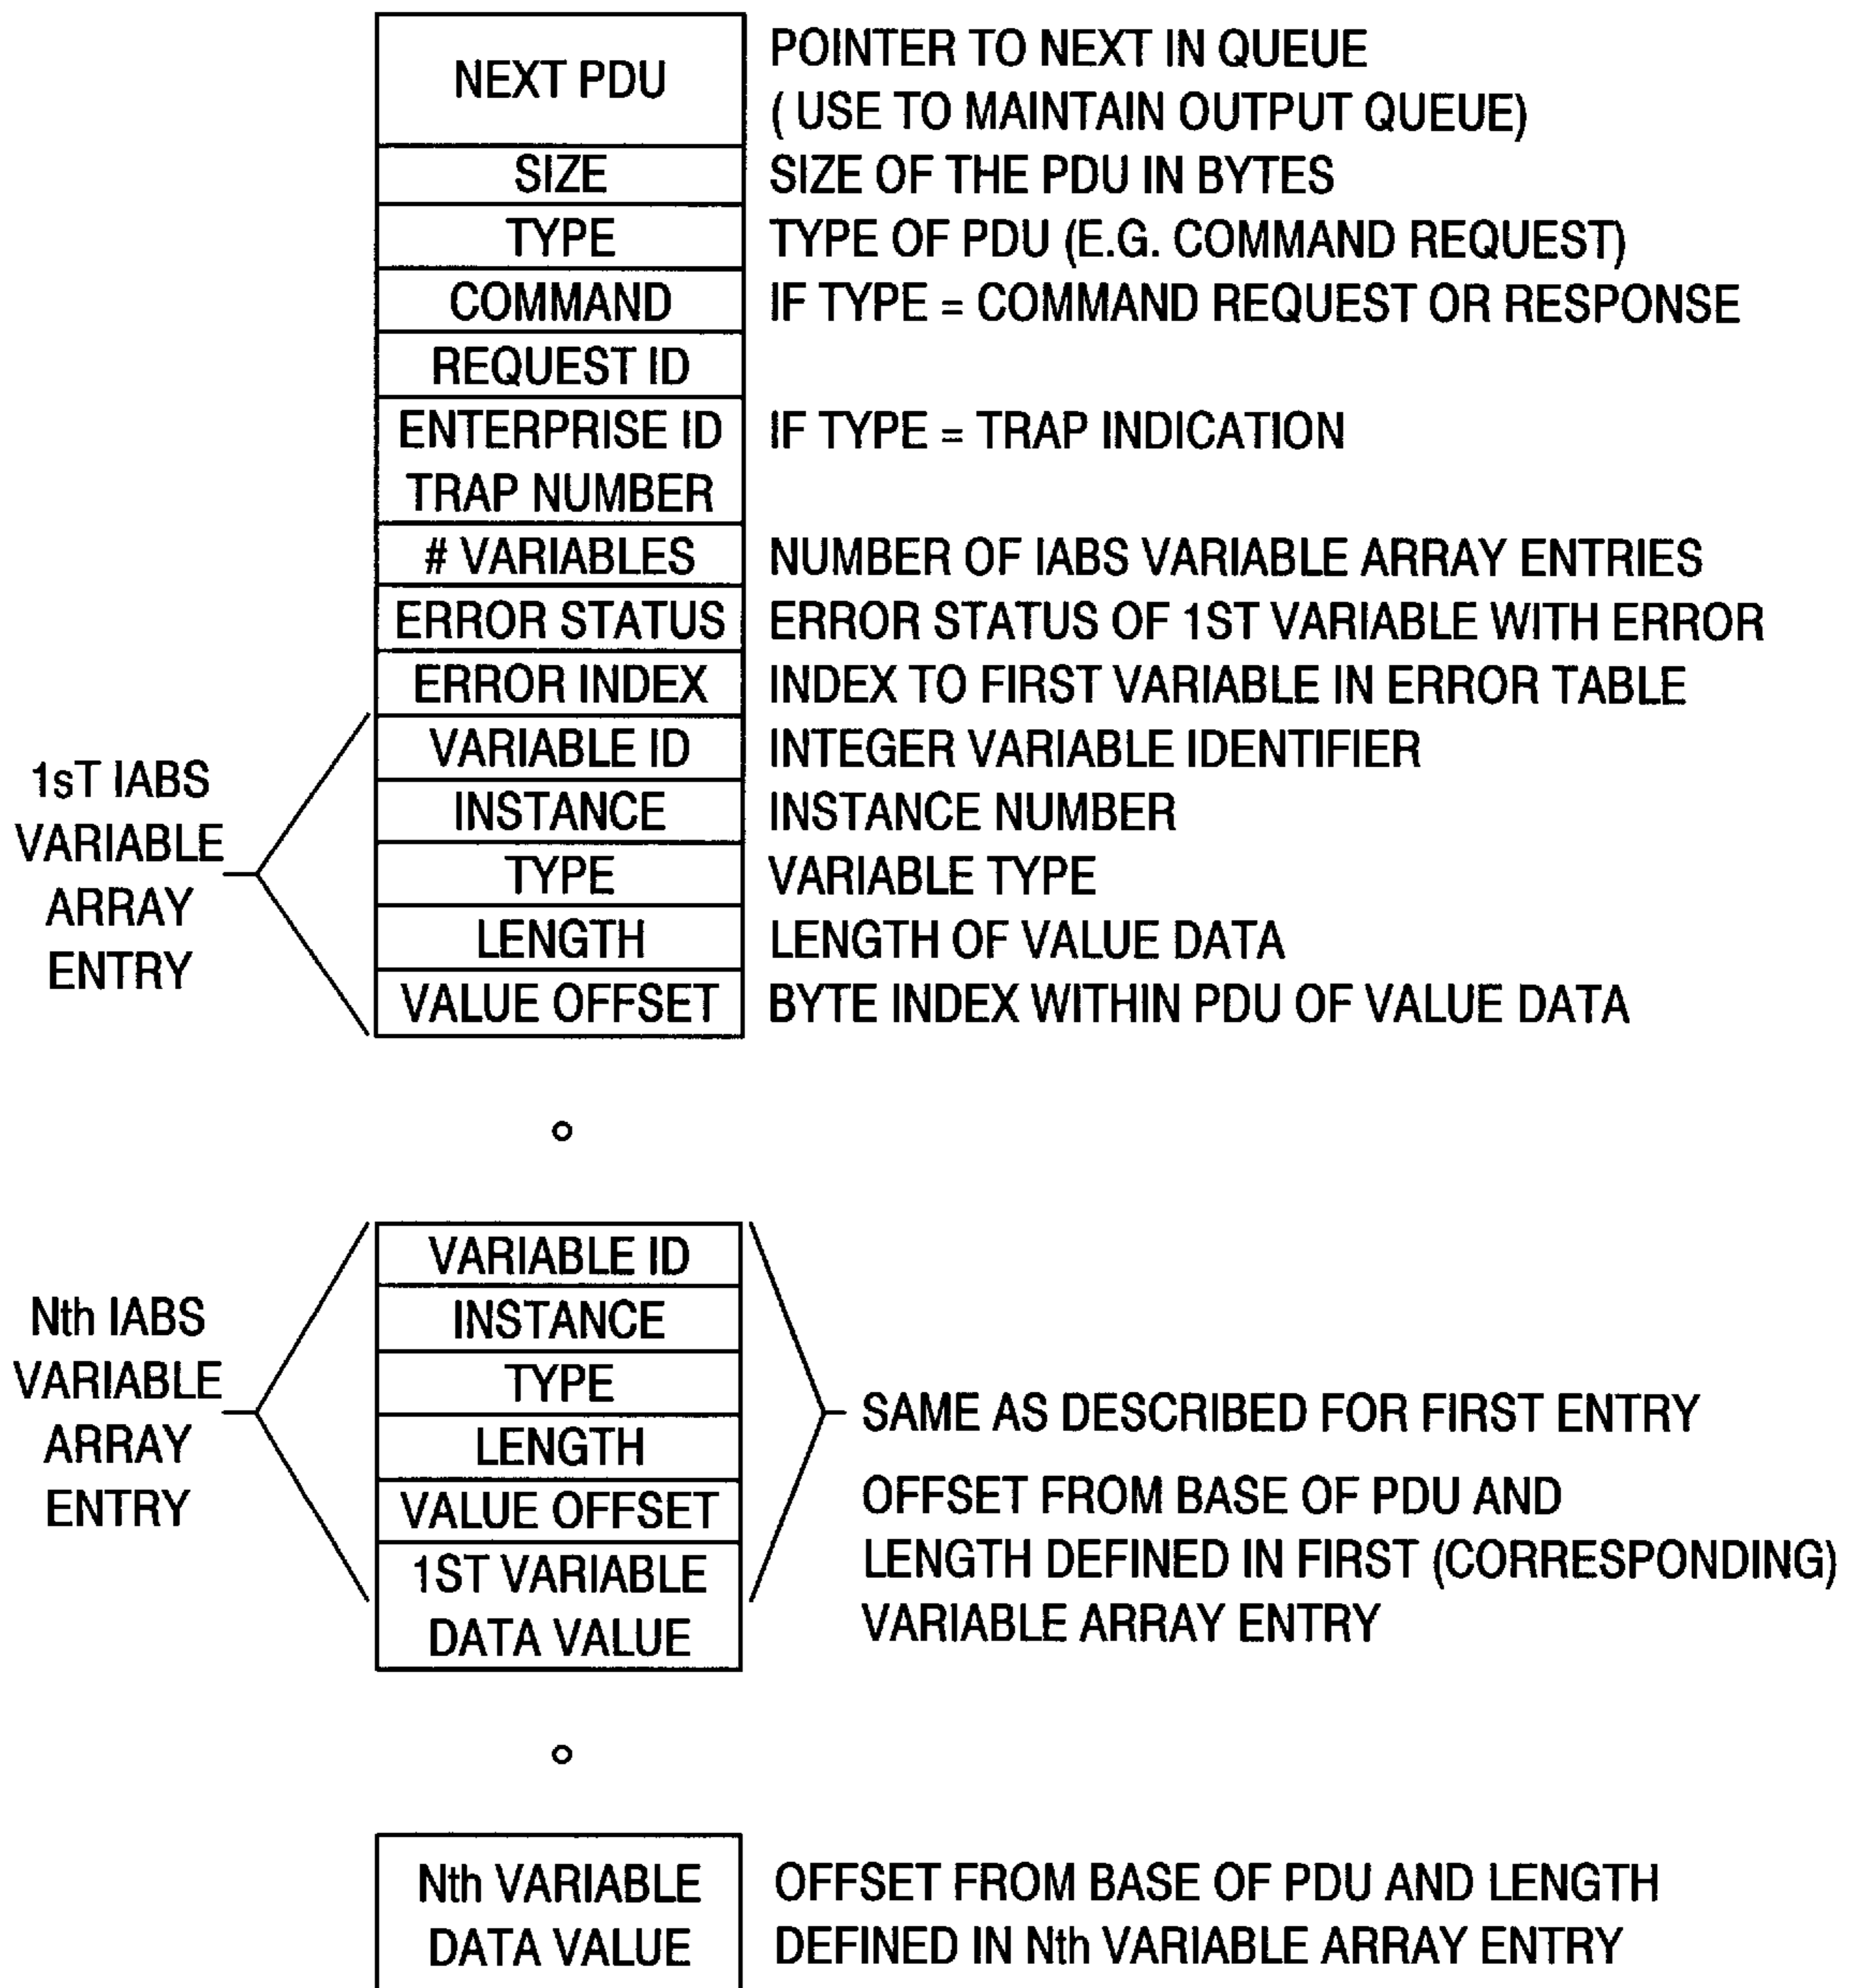 NEXT PDU
POINTER TO NEXT IN QUEUE
( USE TO MAINTAIN OUTPUT QUEUE)
SIZE
SIZE OF THE PDU IN BYTES
TYPE
TYPE OF PDU (E.G. COMMAND REQUEST)
COMMAND
IF TYPE = COMMAND REQUEST OR RESPONSE
REQUEST ID
ENTERPRISE ID
TRAP NUMBER
IF TYPE = TRAP INDICATION
# VARIABLES
NUMBER OF IABS VARIABLE ARRAY ENTRIES
ERROR STATUS
ERROR STATUS OF 1ST VARIABLE WITH ERROR
ERROR INDEX
INDEX TO FIRST VARIABLE IN ERROR TABLE
1sT IABS
VARIABLE
ARRAY
ENTRY
VARIABLE ID
INTEGER VARIABLE IDENTIFIER
INSTANCE
INSTANCE NUMBER
TYPE
VARIABLE TYPE
LENGTH
LENGTH OF VALUE DATA
VALUE OFFSET
BYTE INDEX WITHIN PDU OF VALUE DATA
Nth IABS
VARIABLE
ARRAY
ENTRY
VARIABLE ID
INSTANCE
TYPE
LENGTH
VALUE OFFSET
1ST VARIABLE
DATA VALUE
SAME AS DESCRIBED FOR FIRST ENTRY
OFFSET FROM BASE OF PDU AND
LENGTH DEFINED IN FIRST (CORRESPONDING)
VARIABLE ARRAY ENTRY
Nth VARIABLE
DATA VALUE
OFFSET FROM BASE OF PDU AND LENGTH
DEFINED IN Nth VARIABLE ARRAY ENTRY